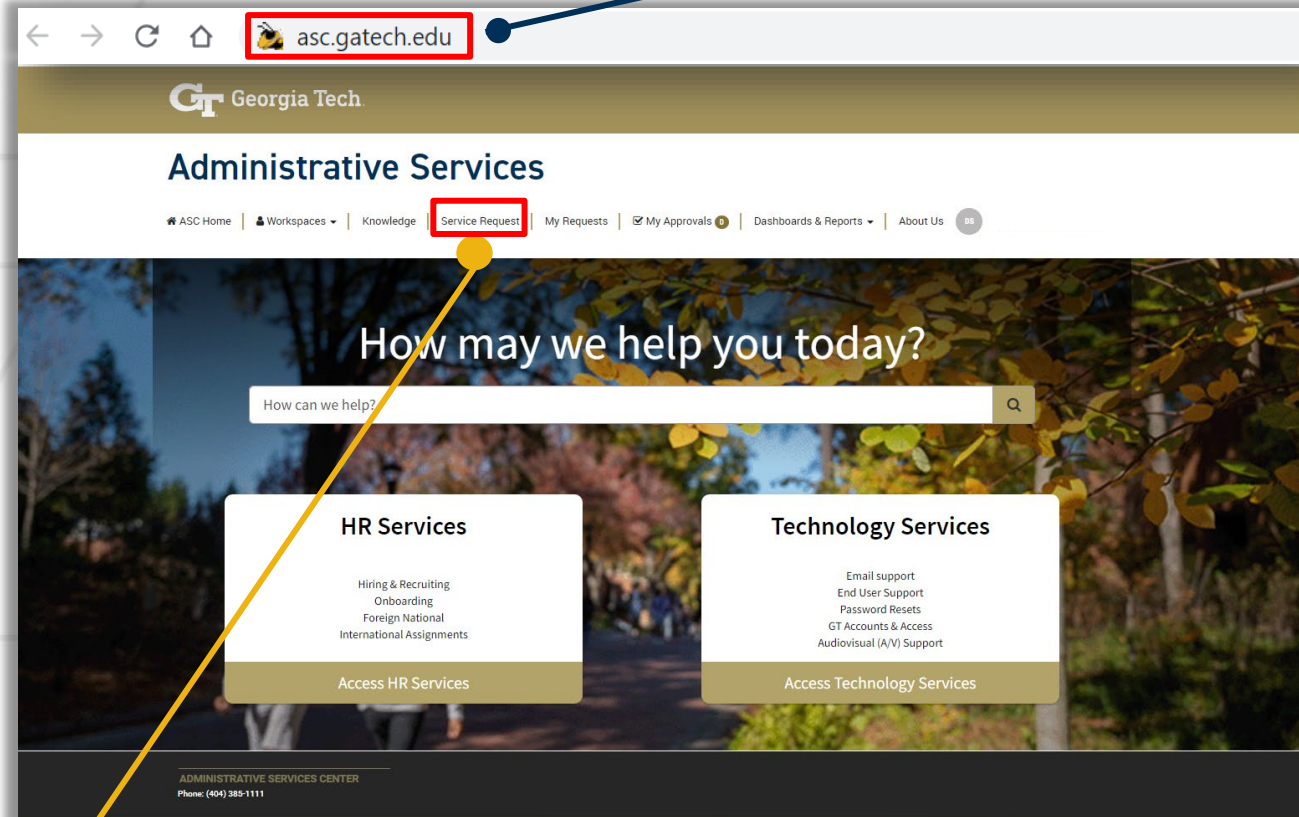 asc.gatech.edu
GT Georgia Tech.
Administrative Services
ASC Home | Workspaces | Knowledge | Service Request | My Requests | My Approvals 0 | Dashboards & Reports | About Us DS
How may we help you today?
How can we help?
HR Services
Hiring & Recruiting
Onboarding
Foreign National
International Assignments
Access HR Services
Technology Services
Email support
End User Support
Password Resets
GT Accounts & Access
Audiovisual (A/V) Support
Access Technology Services
ADMINISTRATIVE SERVICES CENTER
Phone: (404) 385-1111